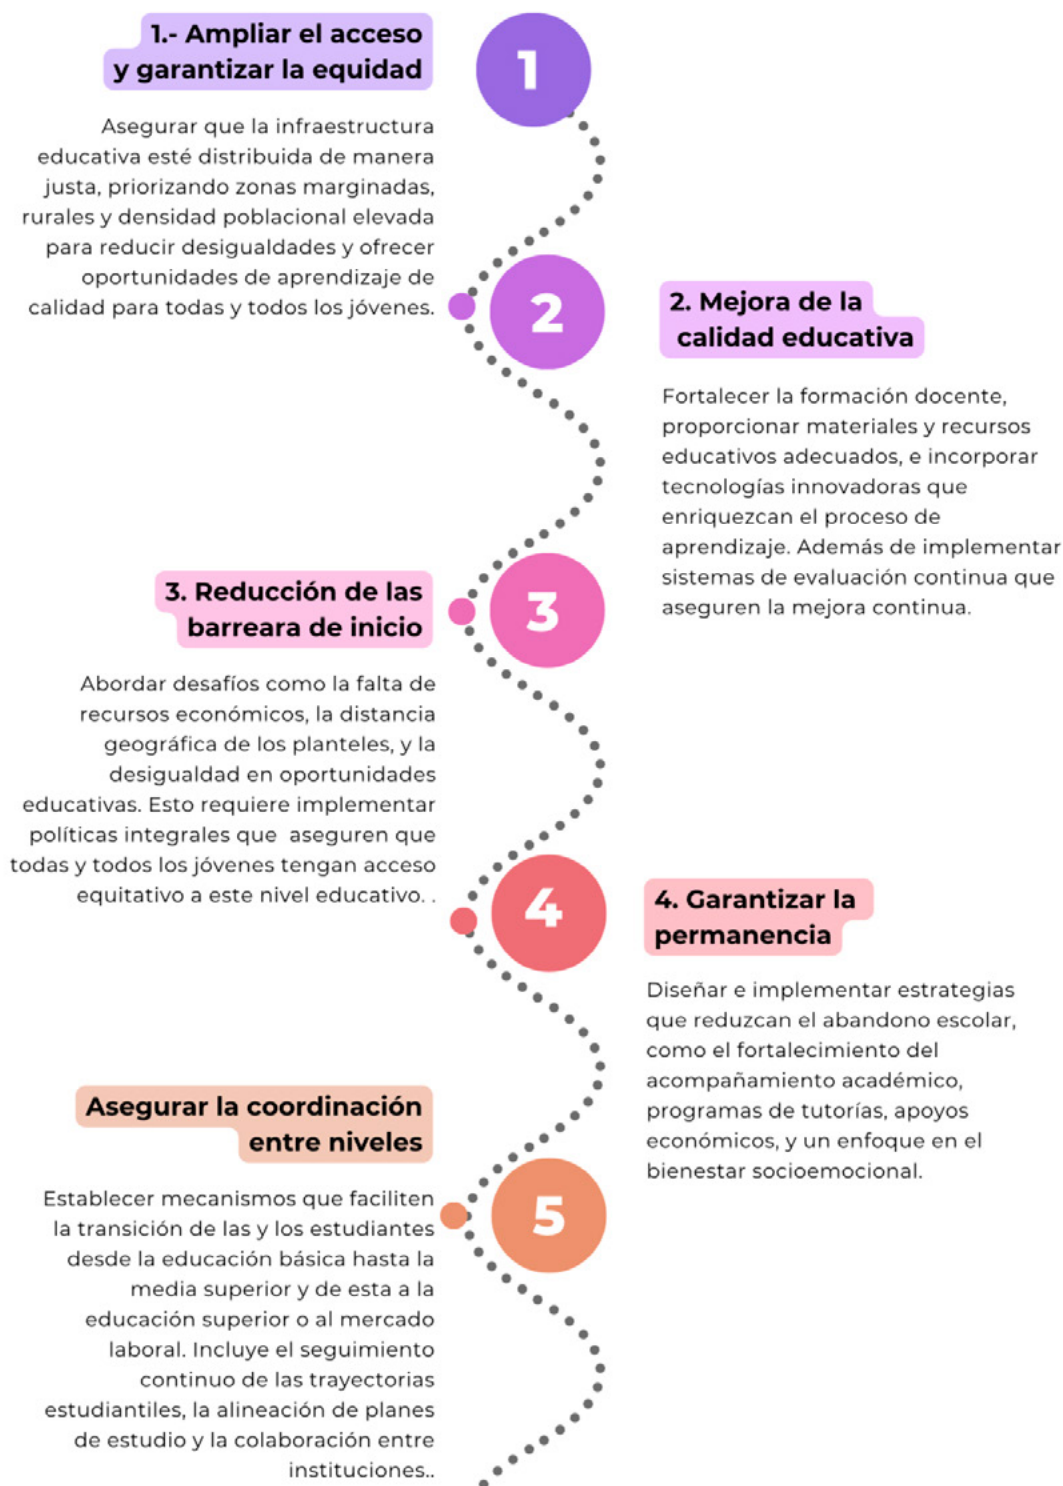 1.- Ampliar el acceso
y garantizar la equidad
1
Asegurar que la infraestructura
educativa esté distribuida de manera
justa, priorizando zonas marginadas,
rurales y densidad poblacional elevada
para reducir desigualdades y ofrecer
oportunidades de aprendizaje de
calidad para todas y todos los jóvenes.
2
2. Mejora de la
calidad educativa
Fortalecer la formación docente,
proporcionar materiales y recursos
educativos adecuados, e incorporar
tecnologías innovadoras que
enriquezcan el proceso de
aprendizaje. Además de implementar
sistemas de evaluación continua que
aseguren la mejora continua.
3. Reducción de las
barreara de inicio
3
Abordar desafíos como la falta de
recursos económicos, la distancia
geográfica de los planteles, y la
desigualdad en oportunidades
educativas. Esto requiere implementar
políticas integrales que  aseguren que
todas y todos los jóvenes tengan acceso
equitativo a este nivel educativo. .
4
4. Garantizar la
permanencia
Diseñar e implementar estrategias
que reduzcan el abandono escolar,
como el fortalecimiento del
acompañamiento académico,
programas de tutorías, apoyos
económicos, y un enfoque en el
bienestar socioemocional.
Asegurar la coordinación
entre niveles
5
Establecer mecanismos que faciliten
la transición de las y los estudiantes
desde la educación básica hasta la
media superior y de esta a la
educación superior o al mercado
laboral. Incluye el seguimiento
continuo de las trayectorias
estudiantiles, la alineación de planes
de estudio y la colaboración entre
instituciones..